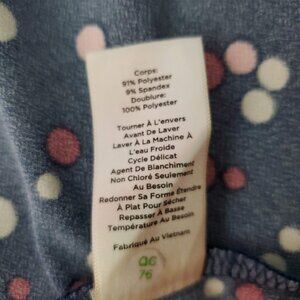 Corps:
91% Polyester
9% Spandex
Doublure:
100% Polyester
Tourner À L'envers
Avant De Laver
Laver À La Machine À
L'eau Froide
Cycle Délicat
Agent De Blanchiment
Non Chloré Seulement
Au Besoin
Redonner Sa Forme Étendre
À Plat Pour Sécher
Repasser À Basse
Température Au Besoin
Fabriqué Au Vietnam
QG
76